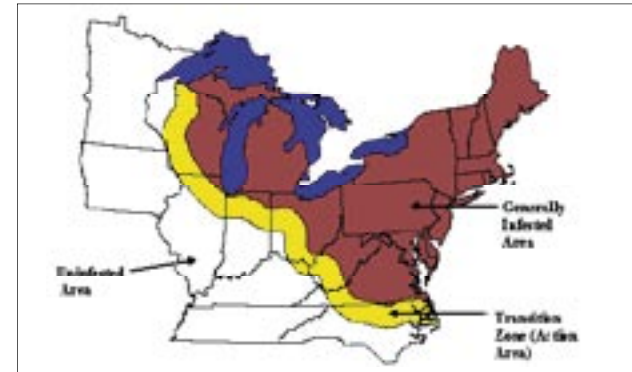 Generally
Infested
Area
Uninfested
Area
Transition
Zone (Action
Area)